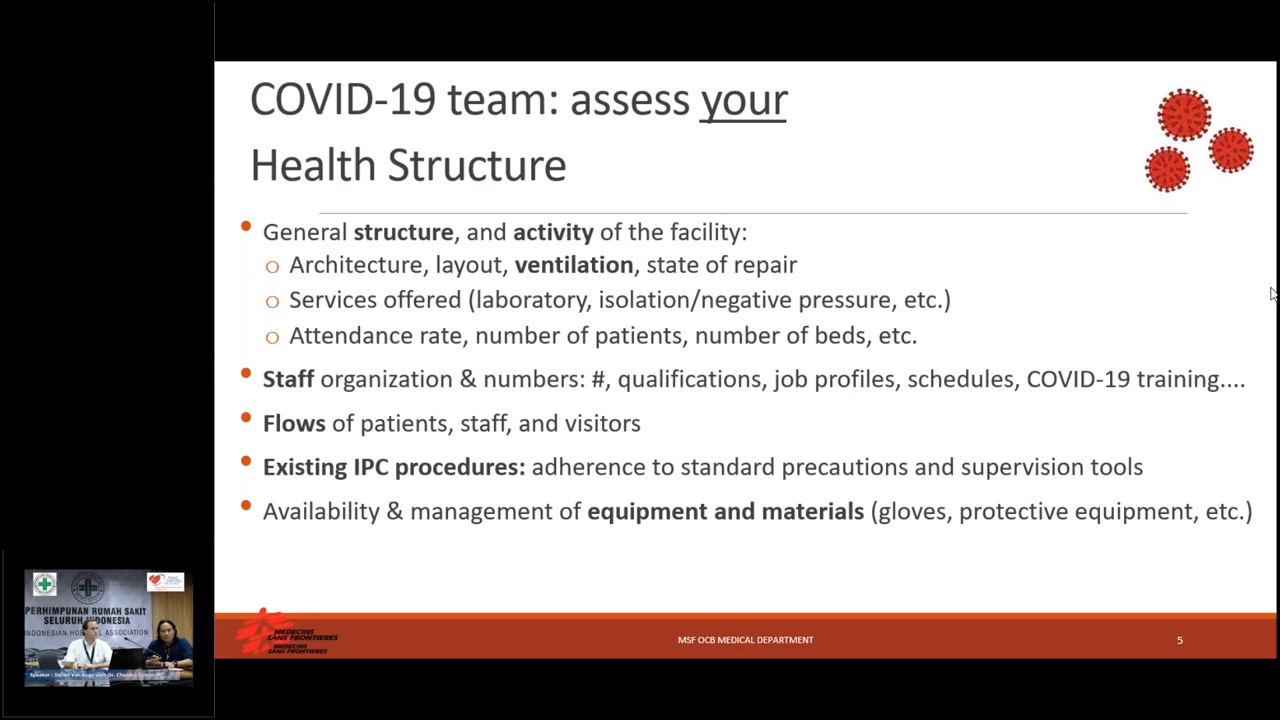 COVID-19 team: assess your
Health Structure
General structure, and activity of the facility:
Architecture, layout, ventilation, state of repair
Services offered (laboratory, isolation/negative pressure, etc.)
Attendance rate, number of patients, number of beds, etc.
Staff organization & numbers: #, qualifications, job profiles, schedules, COVID-19 training....
Flows of patients, staff, and visitors
Existing IPC procedures: adherence to standard precautions and supervision tools
Availability & management of equipment and materials (gloves, protective equipment, etc.)
PERHIMPUNAN RUMAH SAKIT
SELURUH INDONESIA
INDONESIAN HOSPITAL ASSOCIATION
MEDECINS
SANS FRONTIERES
MEDECINS
SANS FRONTIERES
MSF OCB MEDICAL DEPARTMENT
5